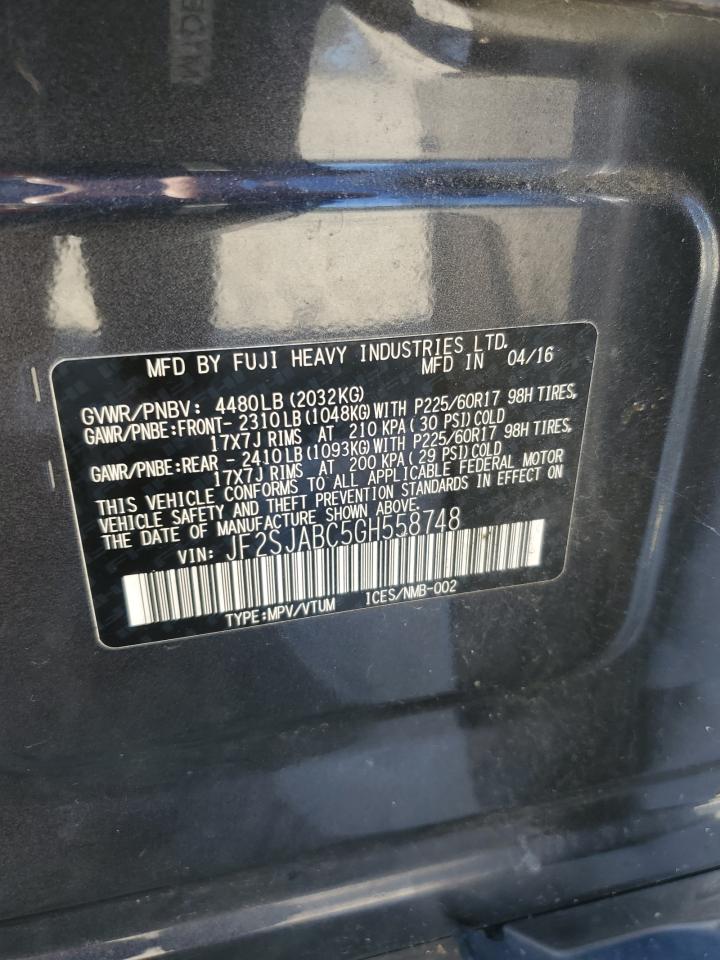 MFD BY FUJI HEAVY INDUSTRIES LTD.
MFD IN 04/16
GVWR/PNBV: 4480LB (2032KG)
GAWR/PNBE:FRONT- 2310LB (1048KG) WITH P225/60R17 98H TIRES,
17X7J RIMS AT 210 KPA (30 PSI) COLD
GAWR/PNBE:REAR - 2410LB (1093KG) WITH P225/60R17 98H TIRES,
17X7J RIMS AT 200 KPA (29 PSI) COLD
THIS VEHICLE CONFORMS TO ALL APPLICABLE FEDERAL MOTOR
VEHICLE SAFETY AND THEFT PREVENTION STANDARDS IN EFFECT ON
THE DATE OF MANUFACTURE SHOWN ABOVE.
VIN: JF2SJABC5GH558748
TYPE:MPV/VTUM ICES/NMB-002